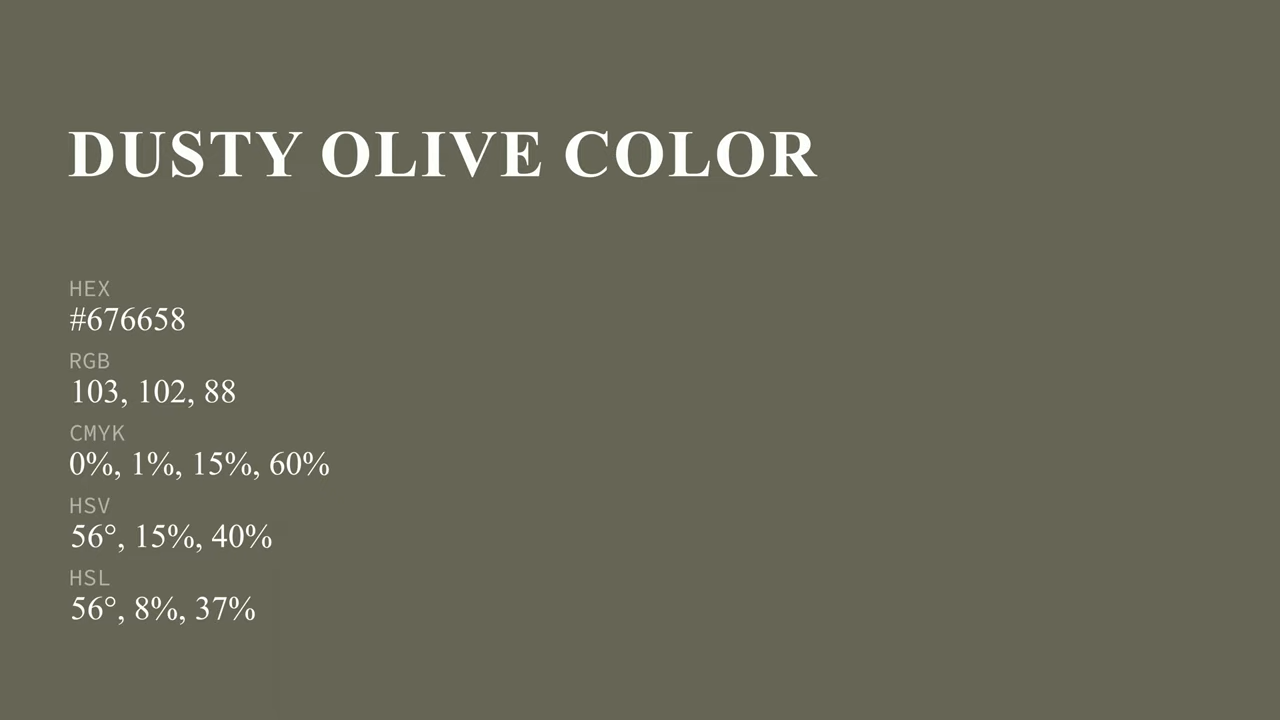 DUSTY OLIVE COLOR
HEX
#676658
RGB
103, 102, 88
CMYK
0%, 1%, 15%, 60%
HSV
56°, 15%, 40%
HSL
56°, 8%, 37%